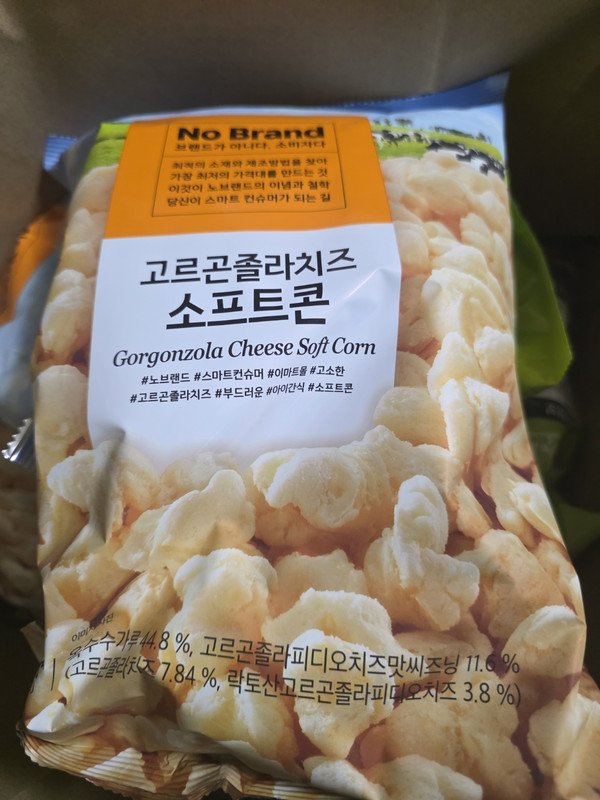 No Brand
브랜드가 아니다. 소비자다
최적의 소재와 제조방법을 찾아
가장 최저의 가격대를 만드는 것
이것이 노브랜드의 이념과 철학
당신이 스마트 컨슈머가 되는 길
고르곤졸라치즈
소프트콘
Gorgonzola Cheese Soft Corn
#노브랜드 #스마트컨슈머 #이마트몰 #고소한
#고르곤졸라치즈 #부드러운 #아이간식 #소프트콘
이미지 사진
옥수수가루44.8 %, 고르곤졸라피디오치즈맛씨즈닝 11.6 %
(고르곤졸라치즈 7.84 %, 락토산고르곤졸라피디오치즈 3.8 %)